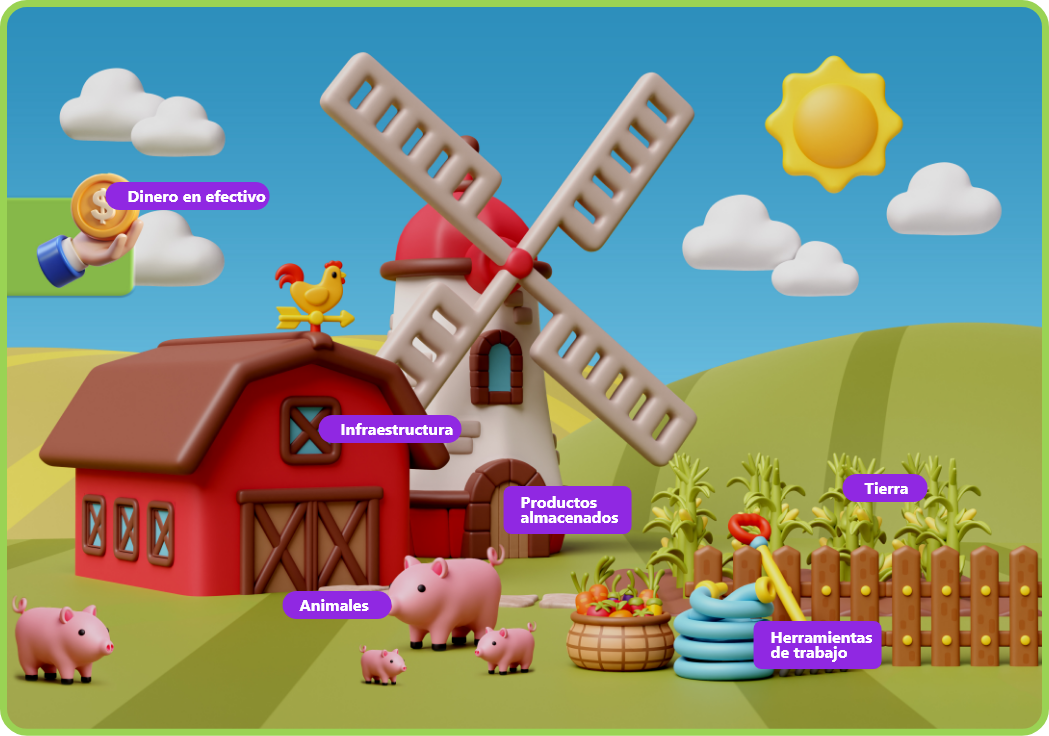 Dinero en efectivo
Infraestructura
Tierra
Productos
almacenados
Animales
Herramientas
de trabajo